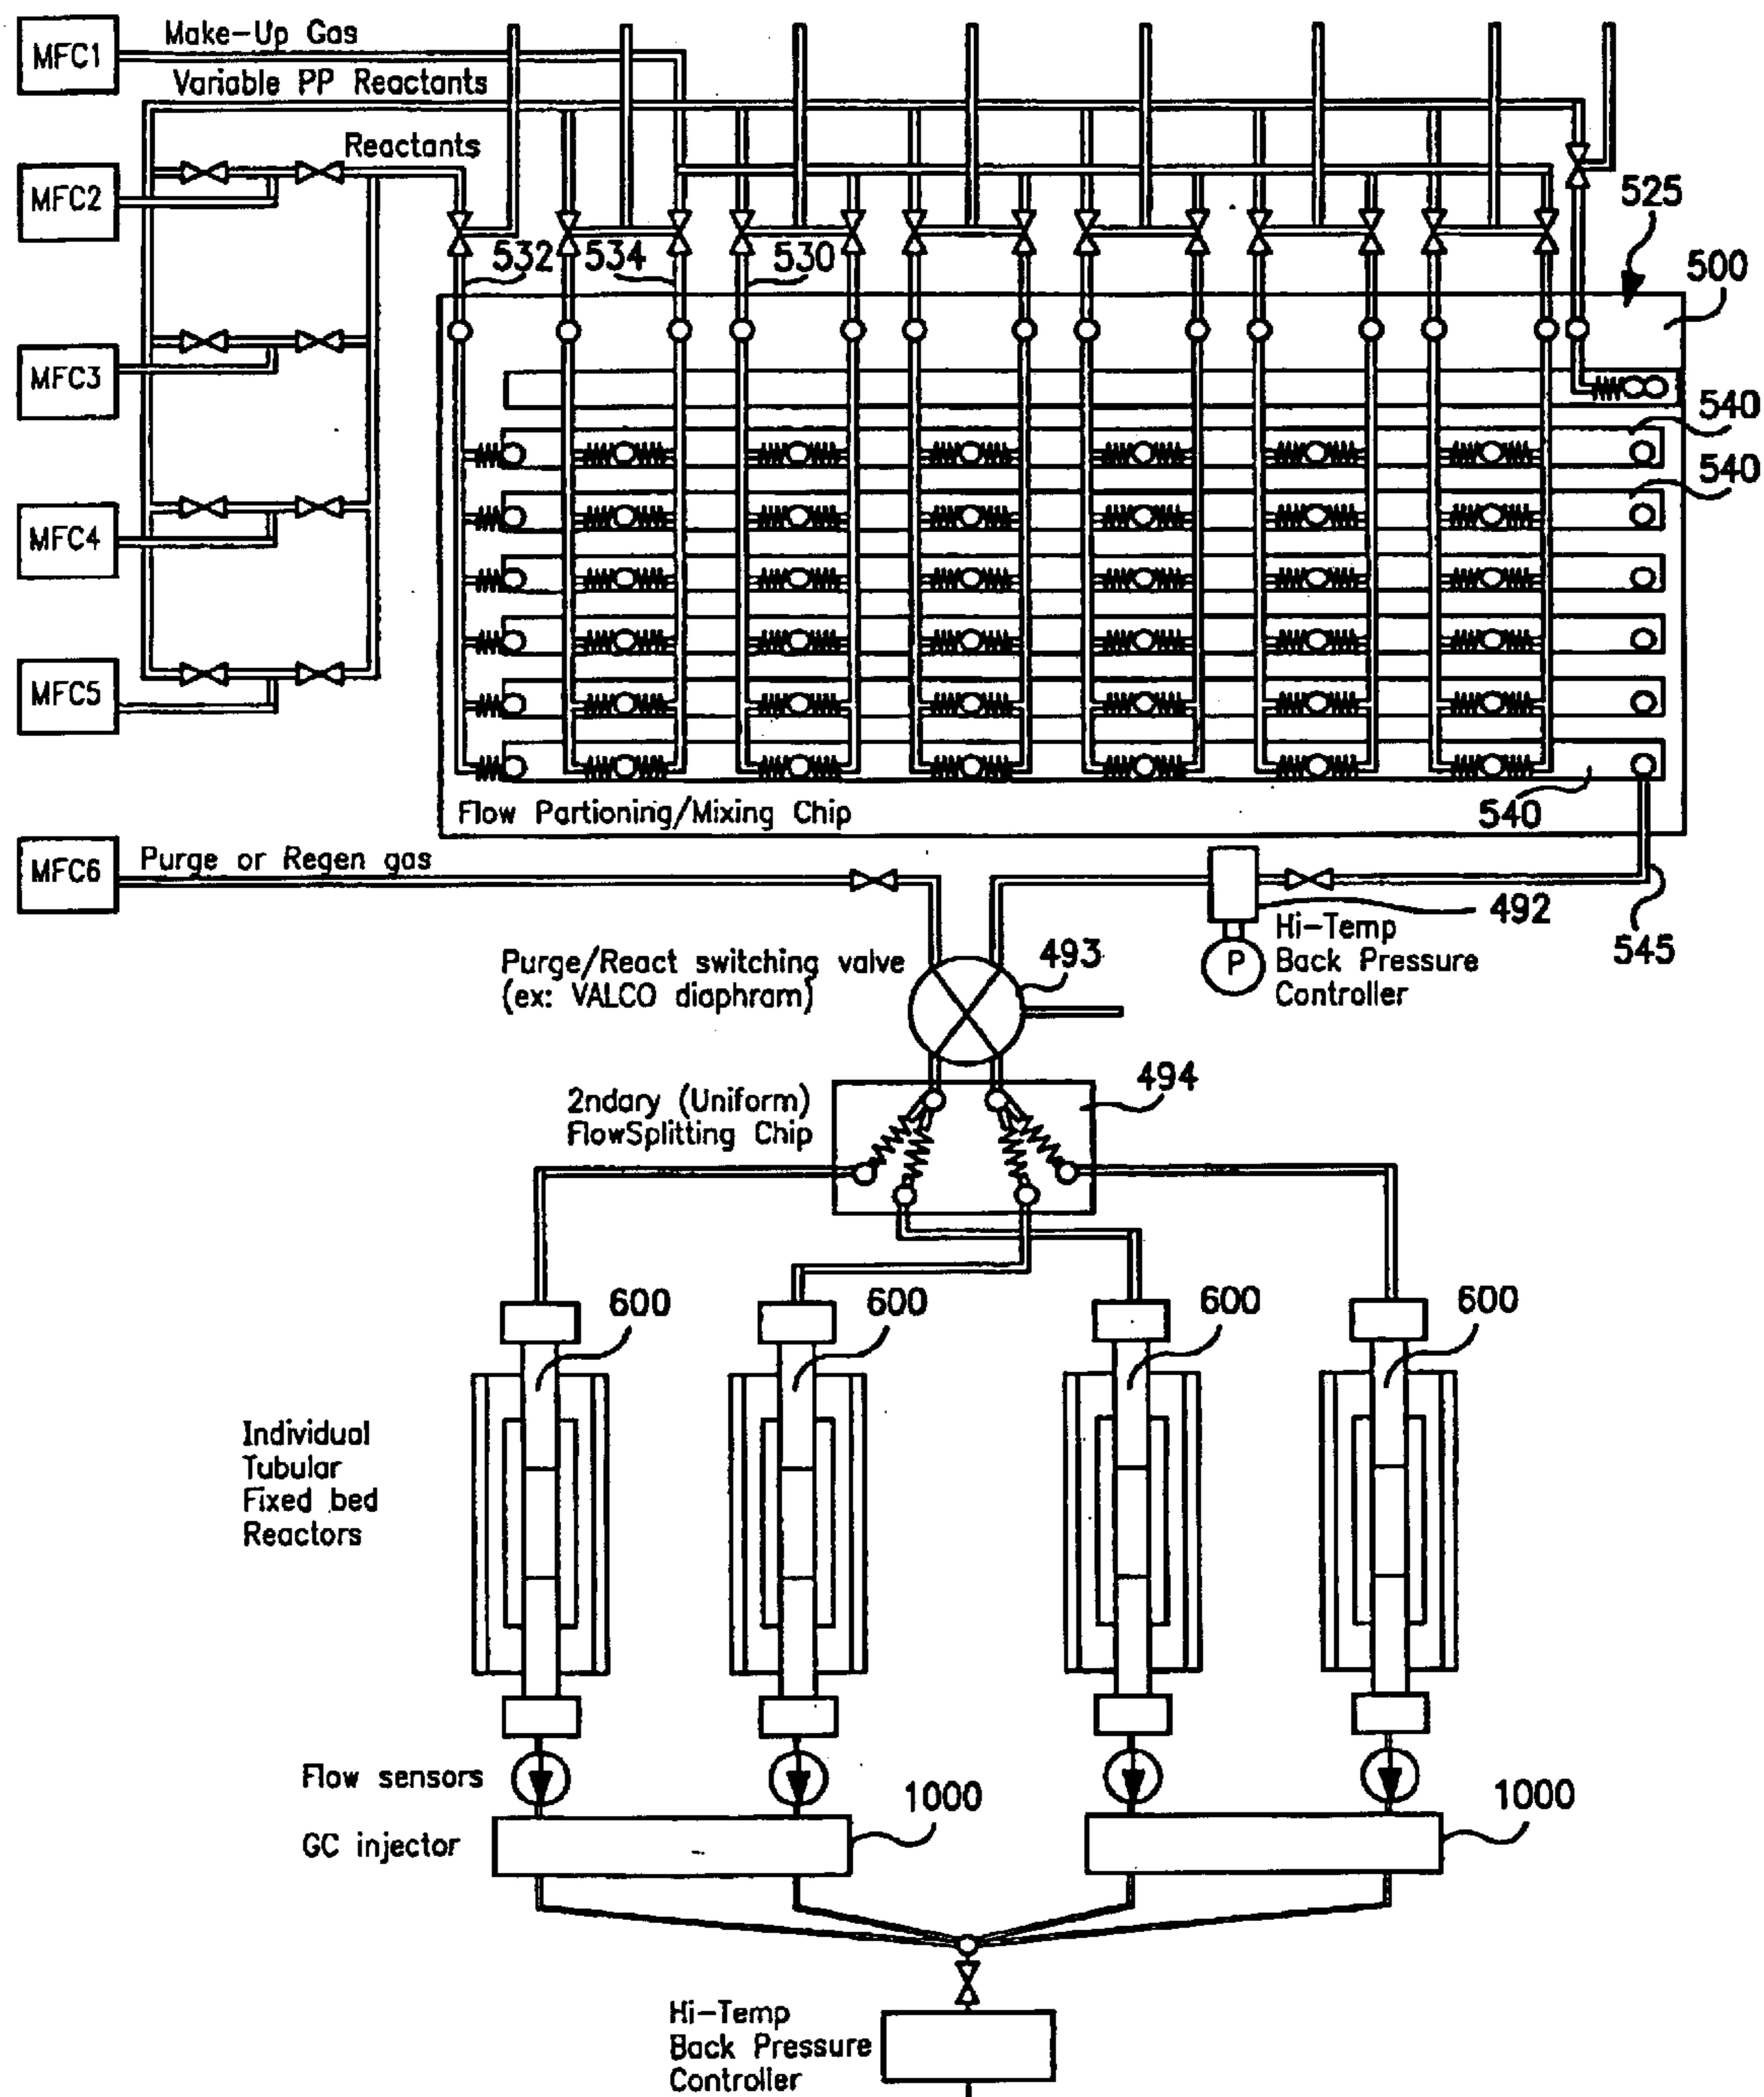 MFC1
Make-Up Gas
Variable PP Reactants
Reactants
MFC2
525
532
534
530
500
MFC3
540
540
MFC4
MFC5
540
Flow Partioning/Mixing Chip
MFC6
Purge or Regen gas
492
545
Hi-Temp
Back Pressure
Controller
P
Purge/React switching valve
(ex: VALCO diaphram)
493
494
2ndary (Uniform)
FlowSplitting Chip
600
600
600
600
Individual
Tubular
Fixed bed
Reactors
Flow sensors
1000
1000
GC injector
Hi-Temp
Back Pressure
Controller